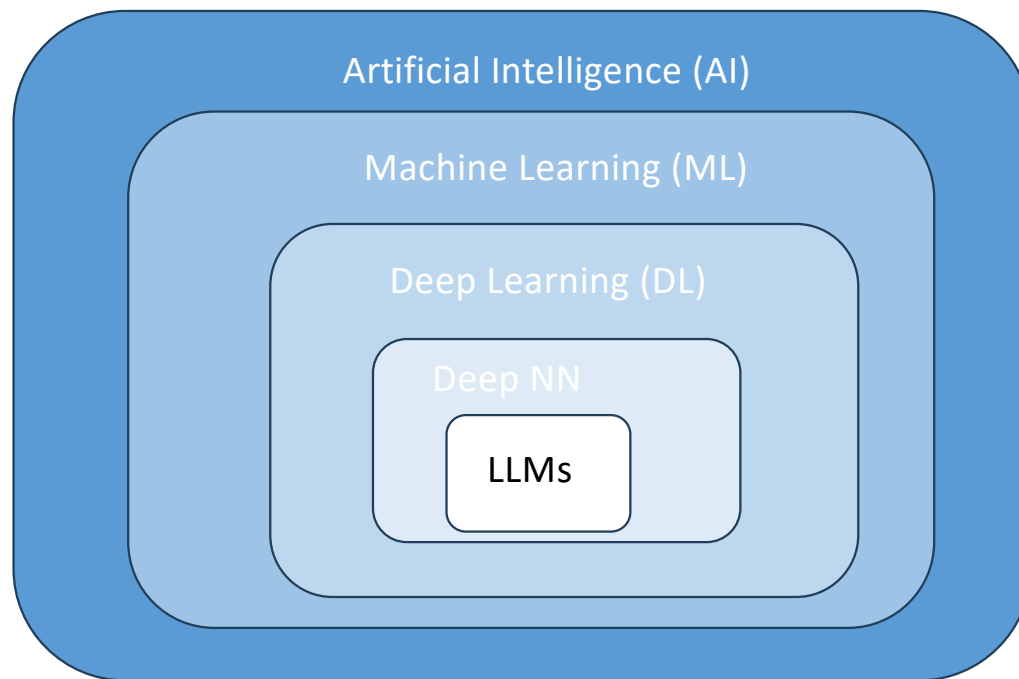 Artificial Intelligence (AI)
Machine Learning (ML)
Deep Learning (DL)
Deep NN
LLMs